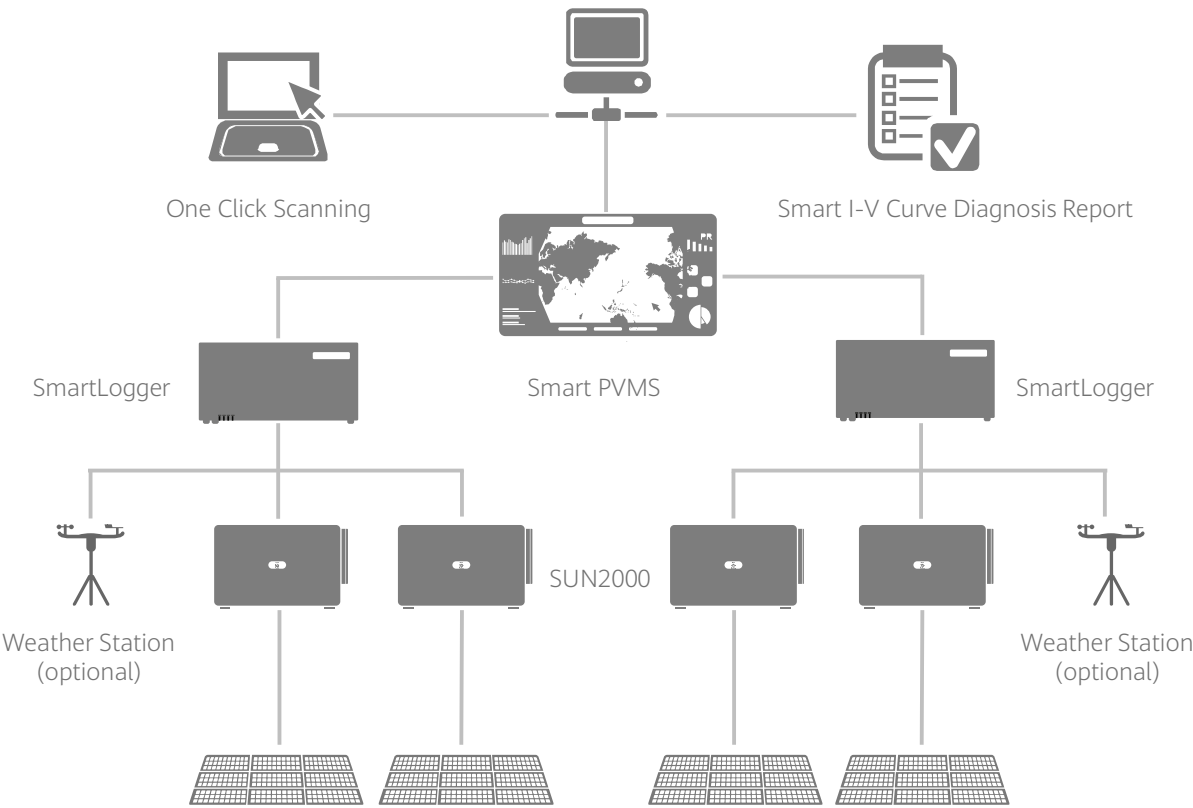 One Click Scanning
Smart I-V Curve Diagnosis Report
SmartLogger
Smart PVMS
SmartLogger
SUN2000
Weather Station
(optional)
Weather Station
(optional)